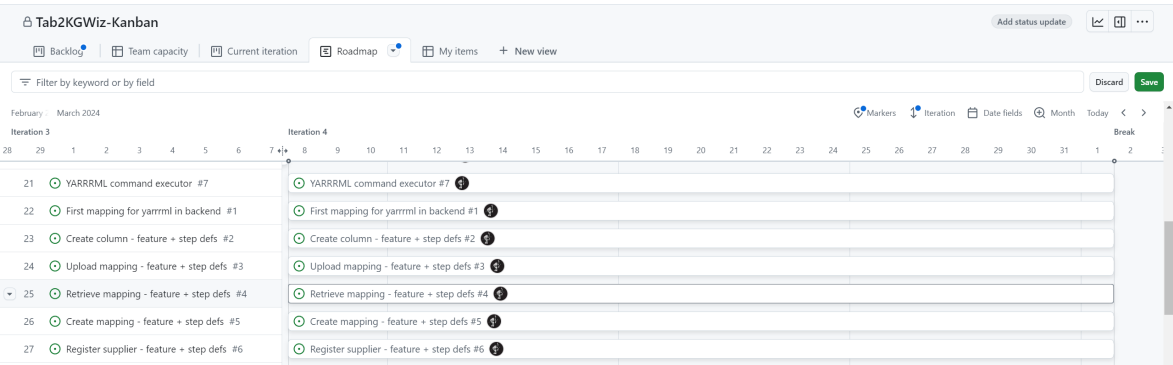 Tab2KGWiz-Kanban
Add status update
Backlog Team capacity Current iteration Roadmap My items + New view
Filter by keyword or by field
Discard Save
February March 2024
Markers Iteration Date fields Month Today
Iteration 3 Iteration 4 Break
28 29 1 2 3 4 5 6 7 8 9 10 11 12 13 14 15 16 17 18 19 20 21 22 23 24 25 26 27 28 29 30 31 1 2
21 YARRRML command executor #7 YARRRML command executor #7
22 First mapping for yarrrml in backend #1 First mapping for yarrrml in backend #1
23 Create column - feature + step defs #2 Create column - feature + step defs #2
24 Upload mapping - feature + step defs #3 Upload mapping - feature + step defs #3
25 Retrieve mapping - feature + step defs #4 Retrieve mapping - feature + step defs #4
26 Create mapping - feature + step defs #5 Create mapping - feature + step defs #5
27 Register supplier - feature + step defs #6 Register supplier - feature + step defs #6